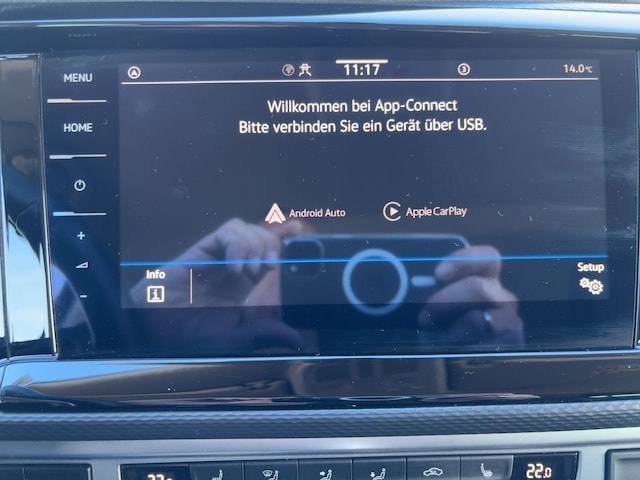 MENU
HOME
11:17
3
14.0°C
Willkommen bei App-Connect
Bitte verbinden Sie ein Gerät über USB.
Android Auto
Apple CarPlay
Info
Setup
22.0